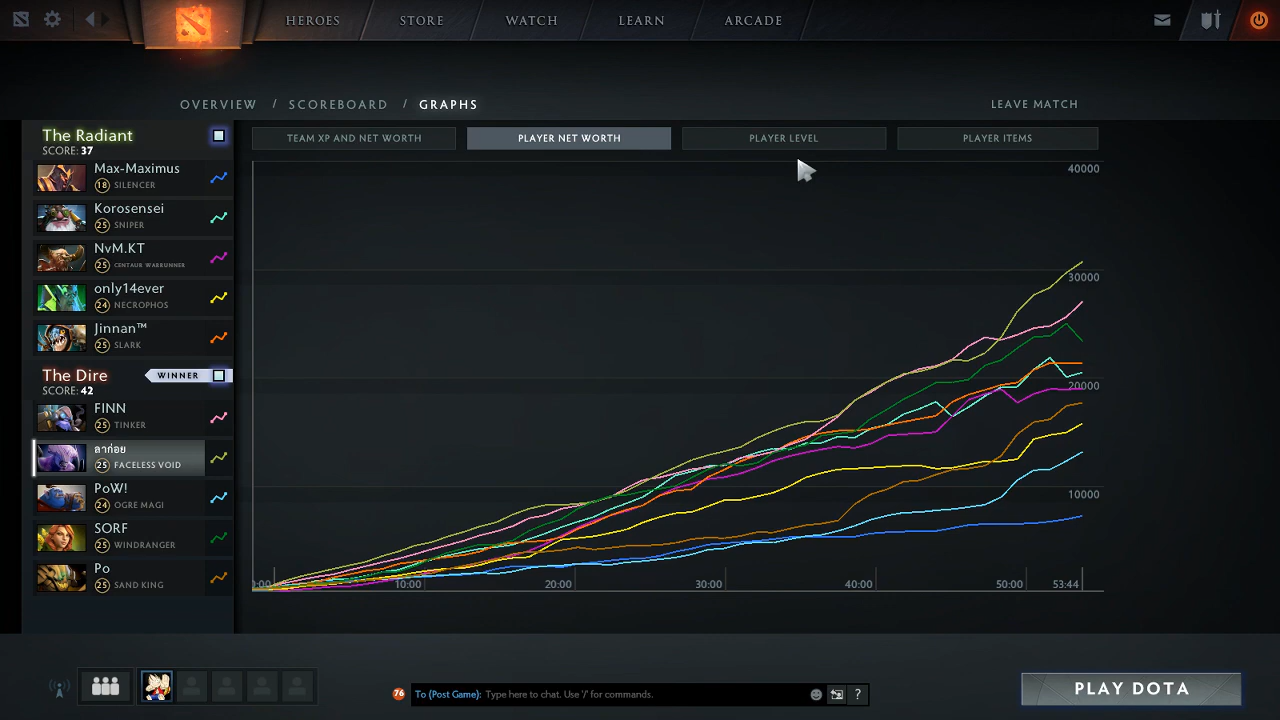 HEROES
STORE
WATCH
LEARN
ARCADE
OVERVIEW / SCOREBOARD / GRAPHS
LEAVE MATCH
The Radiant
SCORE: 37
Max-Maximus
18 SILENCER
Korosensei
25 SNIPER
NvM.KT
25 CENTAUR WARRUNNER
only14ever
24 NECROPHOS
Jinnan™
25 SLARK
The Dire
WINNER
SCORE: 42
FINN
25 TINKER
ลาก่อย
25 FACELESS VOID
PoW!
24 OGRE MAGI
SORF
25 WINDRANGER
Po
25 SAND KING
TEAM XP AND NET WORTH
PLAYER NET WORTH
PLAYER LEVEL
PLAYER ITEMS
40000
30000
20000
10000
0:00
10:00
20:00
30:00
40:00
50:00
53:44
76
To (Post Game): Type here to chat. Use '/' for commands.
?
PLAY DOTA